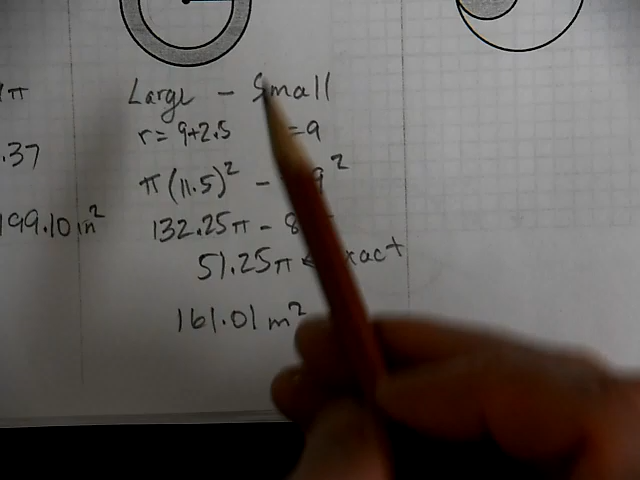 π
Large - Small
r = 9+2.5 =9
.37
π(11.5)² - 9²
199.10 in²
132.25π - 8
51.25π ← xact
161.01 m²